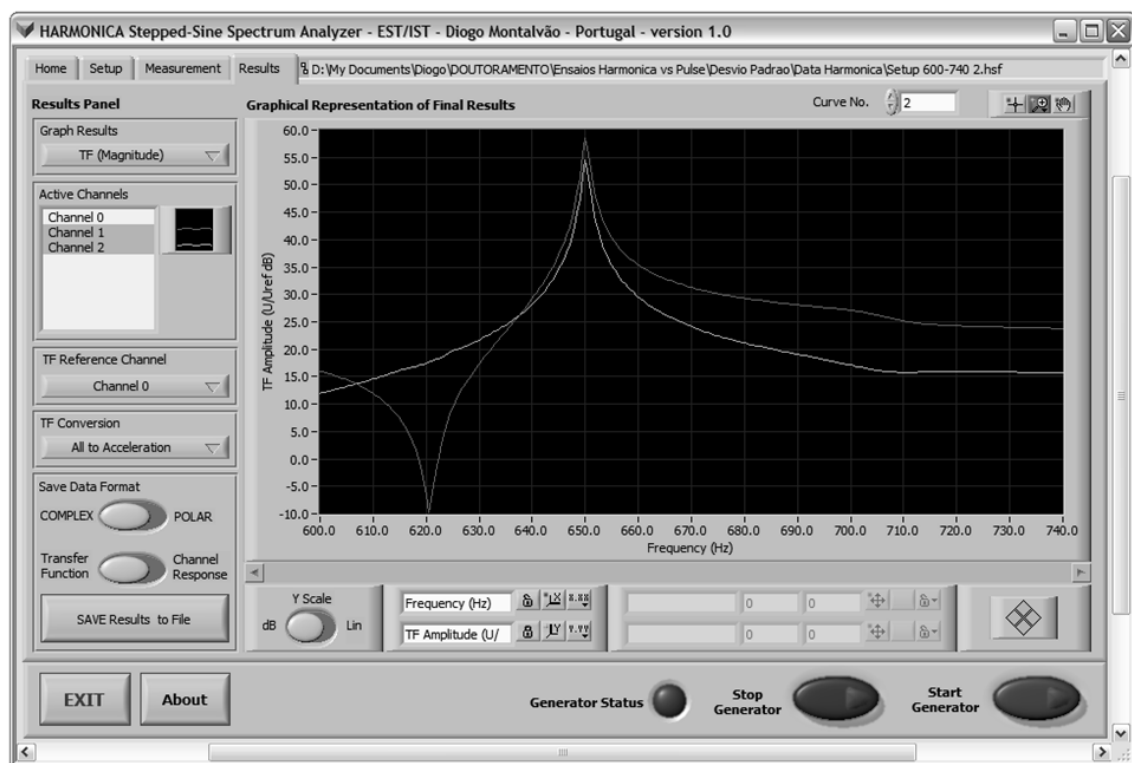 HARMONICA Stepped-Sine Spectrum Analyzer - EST/IST - Diogo Montalvão - Portugal - version 1.0
Home Setup Measurement Results D:\My Documents\Diogo\DOUTORAMENTO\Ensaios Harmonica vs Pulse\Desvio Padrao\Data Harmonica\Setup 600-740 2.hsf
Results Panel
Graph Results
TF (Magnitude)
Active Channels
Channel 0
Channel 1
Channel 2
TF Reference Channel
Channel 0
TF Conversion
All to Acceleration
Save Data Format
COMPLEX POLAR
Transfer Function
Channel Response
SAVE Results to File
Graphical Representation of Final Results
Curve No. 2
TF Amplitude (U/Uref dB)
60.0
55.0
50.0
45.0
40.0
35.0
30.0
25.0
20.0
15.0
10.0
5.0
0.0
-5.0
-10.0
600.0 610.0 620.0 630.0 640.0 650.0 660.0 670.0 680.0 690.0 700.0 710.0 720.0 730.0 740.0
Frequency (Hz)
Y Scale
dB Lin
Frequency (Hz) X X.XX
TF Amplitude (U/ Y Y.YY
0 0
0 0
EXIT
About
Generator Status
Stop Generator
Start Generator